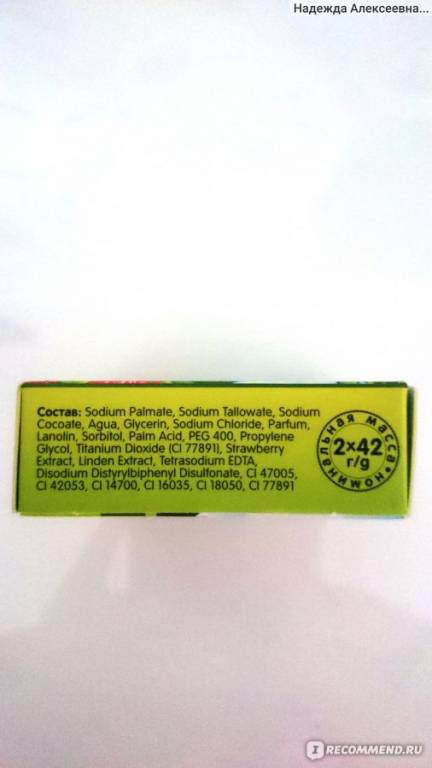 Надежда Алексеевна...
Состав: Sodium Palmate, Sodium Tallowate, Sodium
Cocoate, Agua, Glycerin, Sodium Chloride, Parfum,
Lanolin, Sorbitol, Palm Acid, PEG 400, Propylene
Glycol, Titanium Dioxide (CI 77891), Strawberry
Extract, Linden Extract, Tetrasodium EDTA,
Disodium Distyrylbiphenyl Disulfonate, CI 47005,
CI 42053, CI 14700, CI 16035, CI 18050, CI 77891
номинальная масса
2×42
г/g
IRECOMMEND.RU